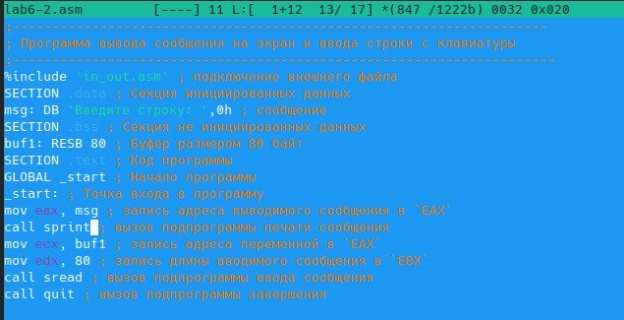 lab6-2.asm [----] 11 L:[ 1+12 13/ 17] *(847 /1222b) 0032 0x020
;---------------------------------------------------------------
; Программа вывода сообщения на экран и ввода строки с клавиатуры
;---------------------------------------------------------------
%include 'in_out.asm' ; подключение внешнего файла
SECTION .data ; Секция инициированных данных
msg: DB 'Введите строку: ',0h ; сообщение
SECTION .bss ; Секция не инициированных данных
buf1: RESB 80 ; Буфер размером 80 байт
SECTION .text ; Код программы
GLOBAL _start ; Начало программы
_start: ; Точка входа в программу
mov eax, msg ; запись адреса выводимого сообщения в `EAX`
call sprint ; вызов подпрограммы печати сообщения
mov ecx, buf1 ; запись адреса переменной в `EAX`
mov edx, 80 ; запись длины вводимого сообщения в `EBX`
call sread ; вызов подпрограммы ввода сообщения
call quit ; вызов подпрограммы завершения